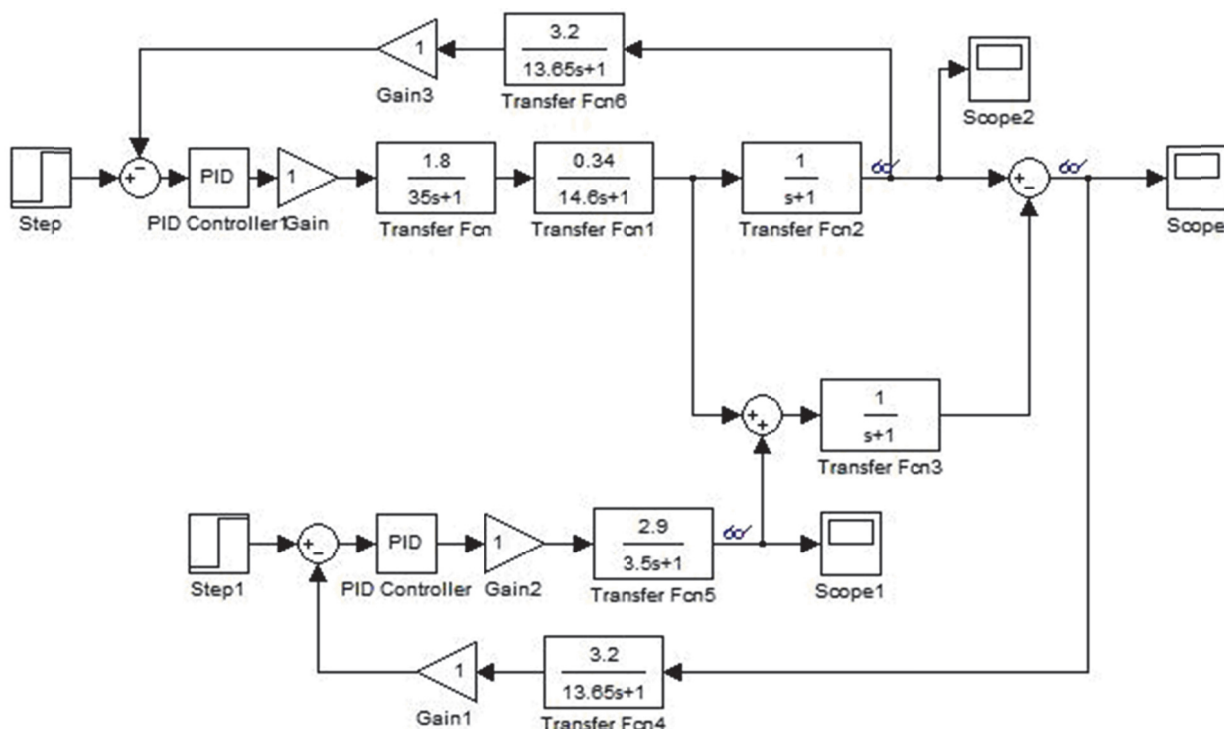 3.2
13.65s+1
1
Gain3
Transfer Fcn6
Scope2
Step
+
−
PID
PID Controller1
1
Gain
1.8
35s+1
Transfer Fcn
0.34
14.6s+1
Transfer Fcn1
1
s+1
Transfer Fcn2
+
−
Scope
+
+
1
s+1
Transfer Fcn3
Step1
+
−
PID
PID Controller
1
Gain2
2.9
3.5s+1
Transfer Fcn5
Scope1
1
Gain1
3.2
13.65s+1
Transfer Fcn4